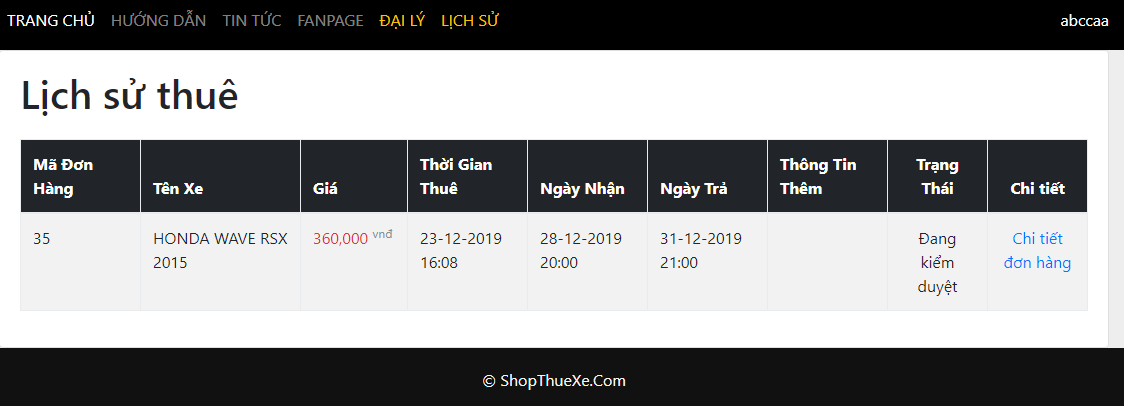 TRANG CHỦ HƯỚNG DẪN TIN TỨC FANPAGE ĐẠI LÝ LỊCH SỬ abccaa
Lịch sử thuê
Mã Đơn Hàng Tên Xe Giá Thời Gian Thuê Ngày Nhận Ngày Trả Thông Tin Thêm Trạng Thái Chi tiết
35 HONDA WAVE RSX 2015 360,000 vnđ 23-12-2019 16:08 28-12-2019 20:00 31-12-2019 21:00 Đang kiểm duyệt Chi tiết đơn hàng
© ShopThueXe.Com